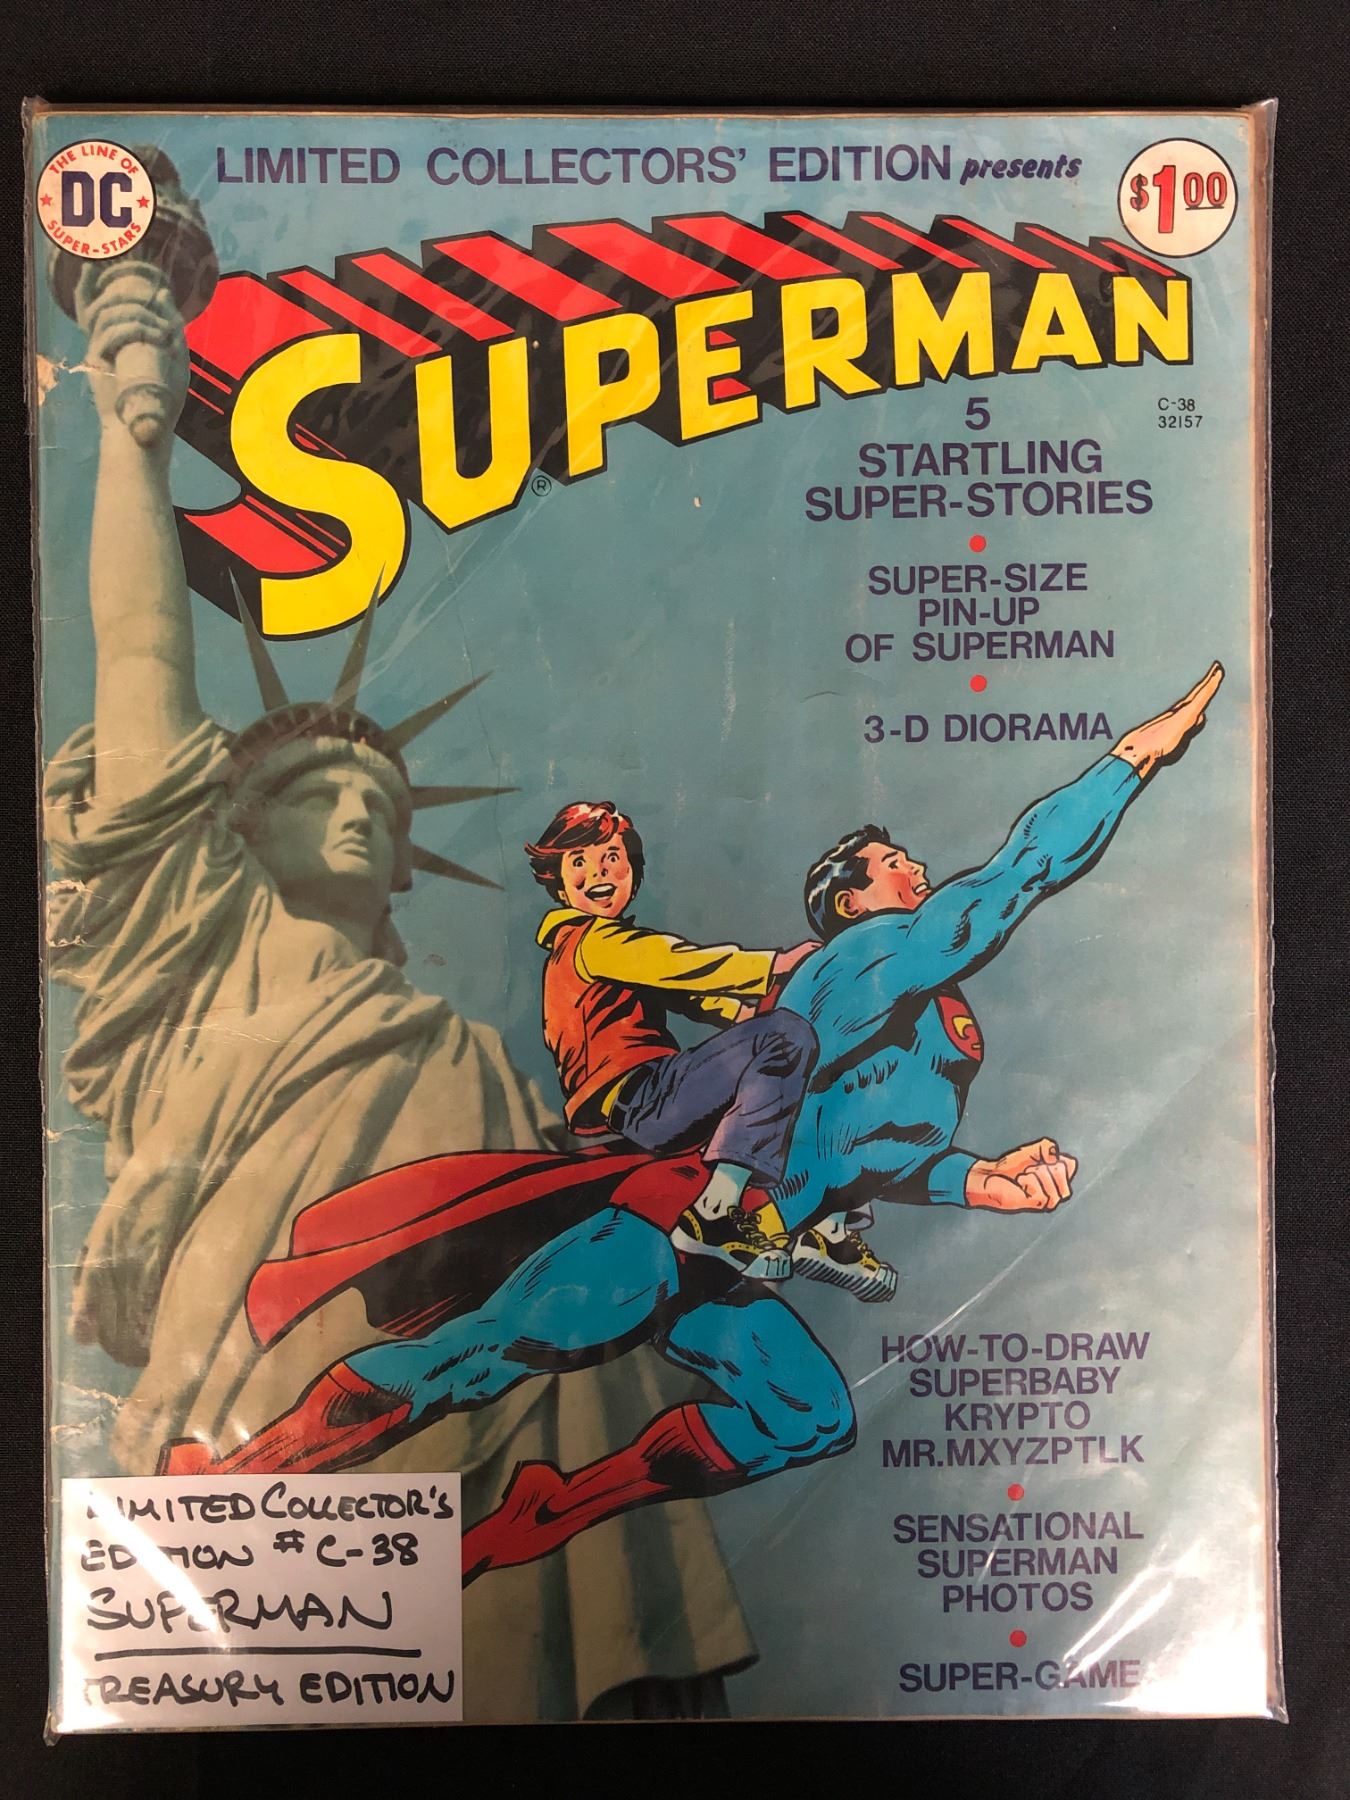 THE LINE OF
DC
SUPER-STARS
LIMITED COLLECTORS' EDITION presents
$1.00
SUPERMAN
®
C-38
32157
5
STARTLING
SUPER-STORIES
SUPER-SIZE
PIN-UP
OF SUPERMAN
3-D DIORAMA
S
HOW-TO-DRAW
SUPERBABY
KRYPTO
MR.MXYZPTLK
SENSATIONAL
SUPERMAN
PHOTOS
SUPER-GAME
LIMITED COLLECTOR'S
EDITION # C-38
SUPERMAN
TREASURY EDITION